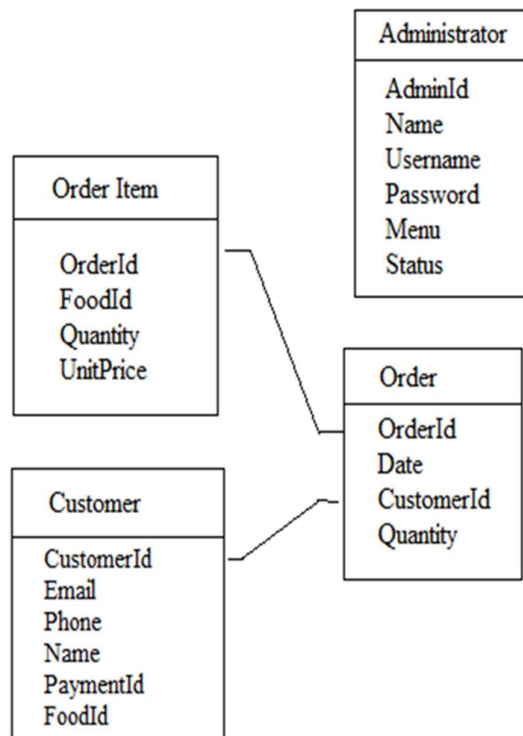 Administrator
AdminId
Name
Username
Password
Menu
Status
Order Item
OrderId
FoodId
Quantity
UnitPrice
Order
OrderId
Date
CustomerId
Quantity
Customer
CustomerId
Email
Phone
Name
PaymentId
FoodId